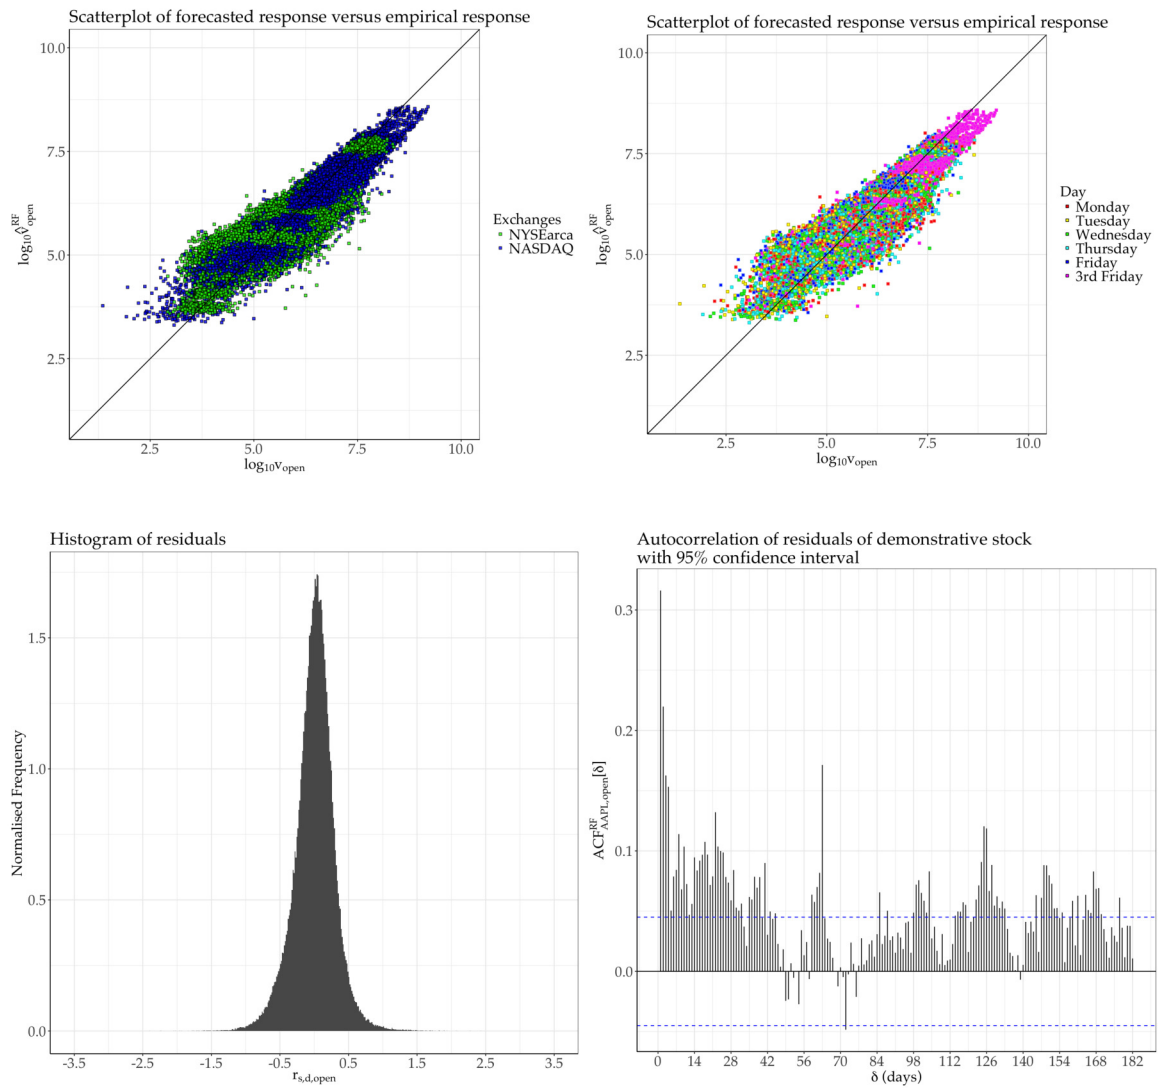 Scatterplot of forecasted response versus empirical response
10.0
7.5
5.0
2.5
log₁₀v̂ᴿᶠ_open
2.5 5.0 7.5 10.0
log₁₀v_open
Exchanges
NYSEarca
NASDAQ
Scatterplot of forecasted response versus empirical response
10.0
7.5
5.0
2.5
log₁₀v̂ᴿᶠ_open
2.5 5.0 7.5 10.0
log₁₀v_open
Day
Monday
Tuesday
Wednesday
Thursday
Friday
3rd Friday
Histogram of residuals
1.5
1.0
0.5
0.0
Normalised Frequency
-3.5 -2.5 -1.5 -0.5 0.5 1.5 2.5 3.5
r_s,d,open
Autocorrelation of residuals of demonstrative stock
with 95% confidence interval
0.3
0.2
0.1
0.0
ACFᴿᶠ_AAPL,open[δ]
0 14 28 42 56 70 84 98 112 126 140 154 168 182
δ (days)